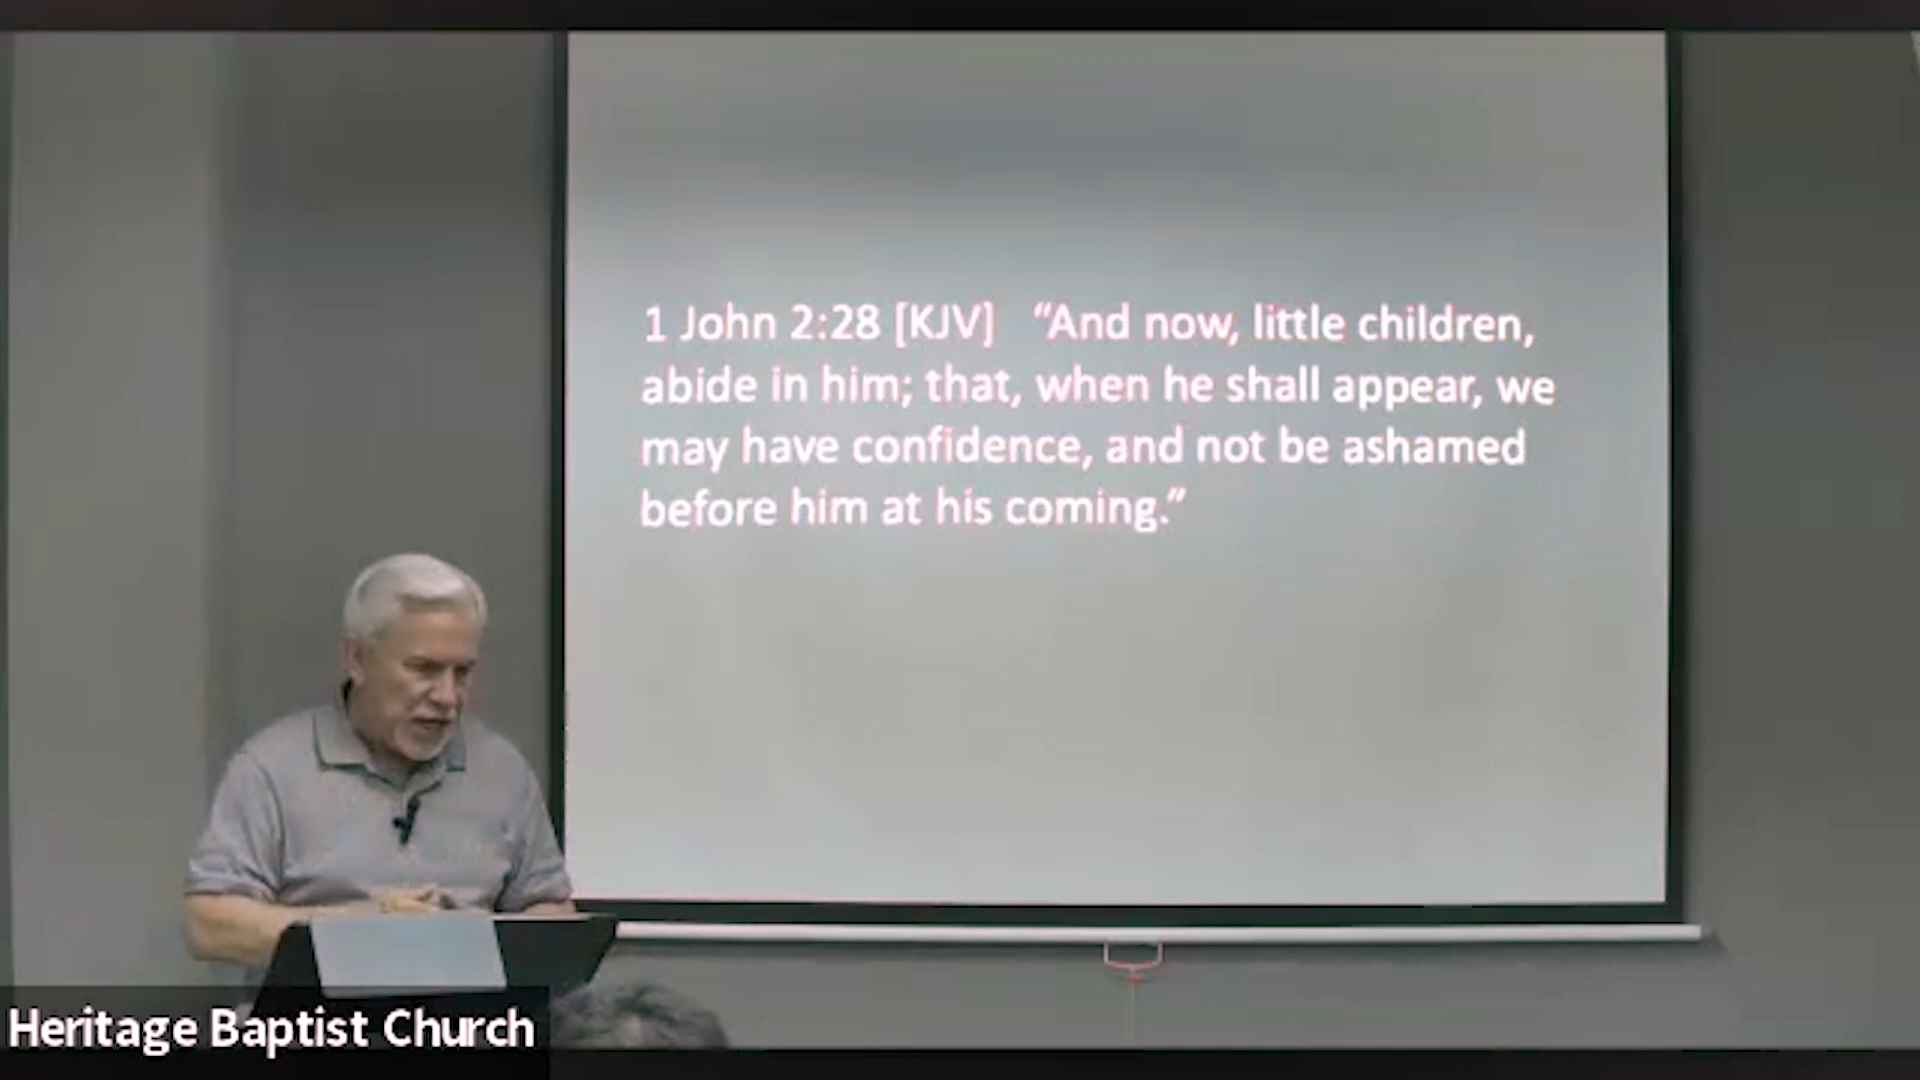 1 John 2:28 [KJV] “And now, little children,
abide in him; that, when he shall appear, we
may have confidence, and not be ashamed
before him at his coming.”
Heritage Baptist Church